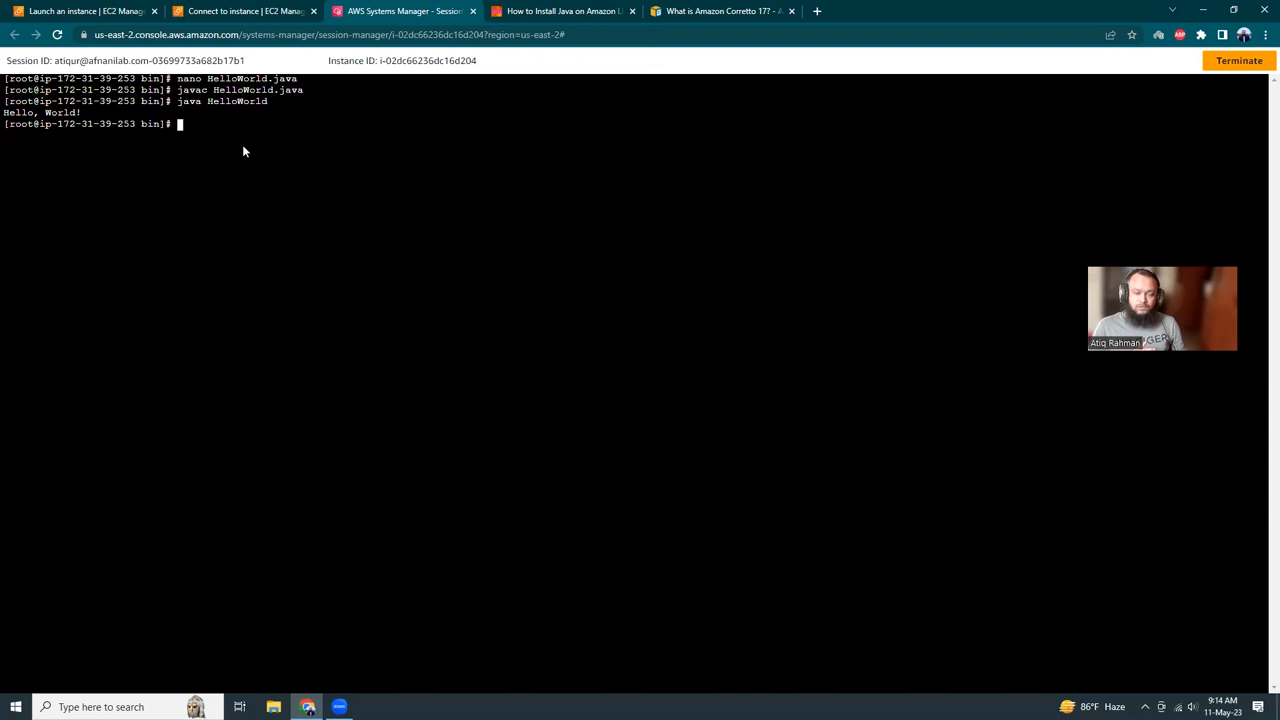 Launch an instance | EC2 Manag
Connect to instance | EC2 Manag
AWS Systems Manager - Session
How to Install Java on Amazon Li
What is Amazon Corretto 17? - A
us-east-2.console.aws.amazon.com/systems-manager/session-manager/i-02dc66236dc16d204?region=us-east-2#
Session ID: atiqur@afnanilab.com-03699733a682b17b1
Instance ID: i-02dc66236dc16d204
Terminate
[root@ip-172-31-39-253 bin]# nano HelloWorld.java
[root@ip-172-31-39-253 bin]# javac HelloWorld.java
[root@ip-172-31-39-253 bin]# java HelloWorld
Hello, World!
[root@ip-172-31-39-253 bin]#
Atiq Rahman
Type here to search
zoom
86°F Haze
9:14 AM
11-May-23